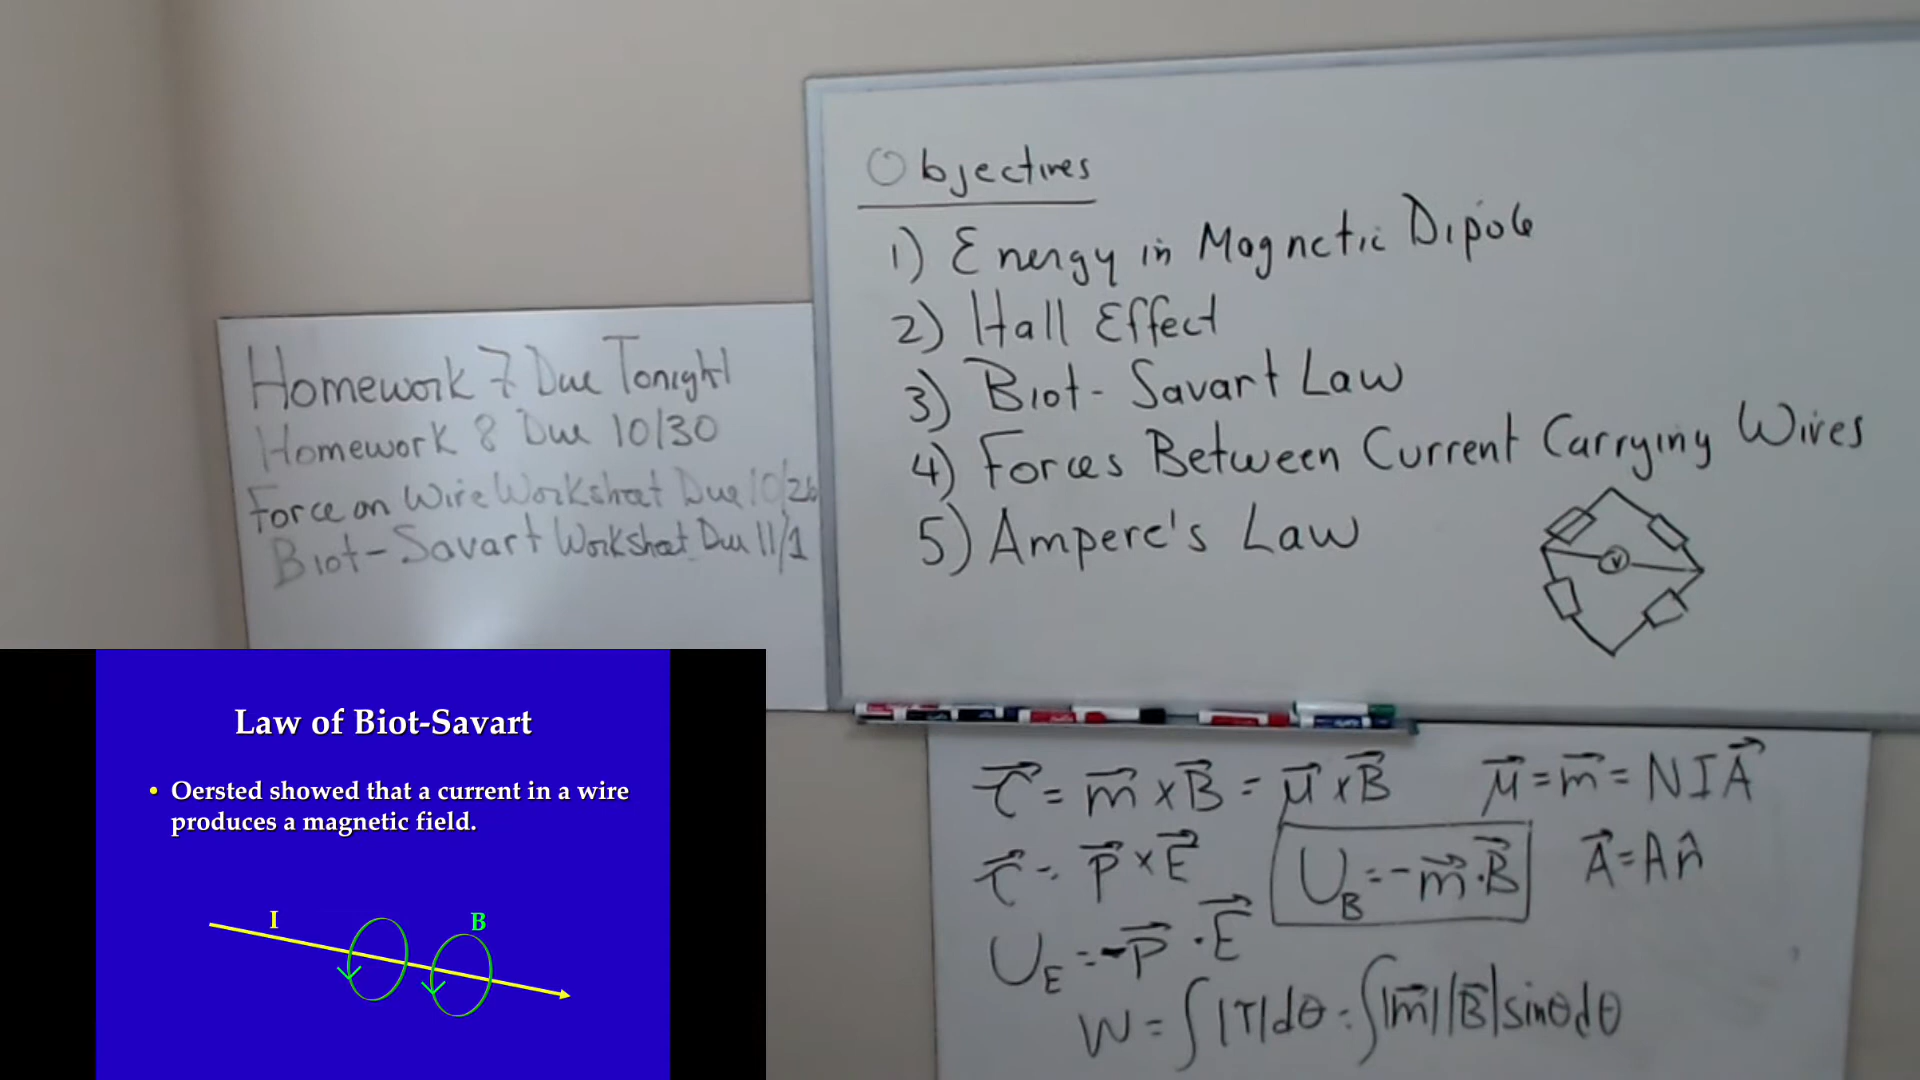 Objectives
1) Energy in Magnetic Dipole
2) Hall Effect
3) Biot-Savart Law
4) Forces Between Current Carrying Wires
5) Ampere's Law
V
Homework 7 Due Tonight
Homework 8 Due 10/30
Force on Wire Worksheet Due 10/26
Biot-Savart Worksheet Due 11/1
Law of Biot-Savart
• Oersted showed that a current in a wire
produces a magnetic field.
I
B
τ⃗ = m⃗ × B⃗ = μ⃗ × B⃗
μ⃗ = m⃗ = NIA⃗
τ⃗ = p⃗ × E⃗
U_B = -m⃗·B⃗
A⃗ = An̂
U_E = -p⃗·E⃗
W = ∫|τ|dθ = ∫|m⃗||B⃗|sinθdθ